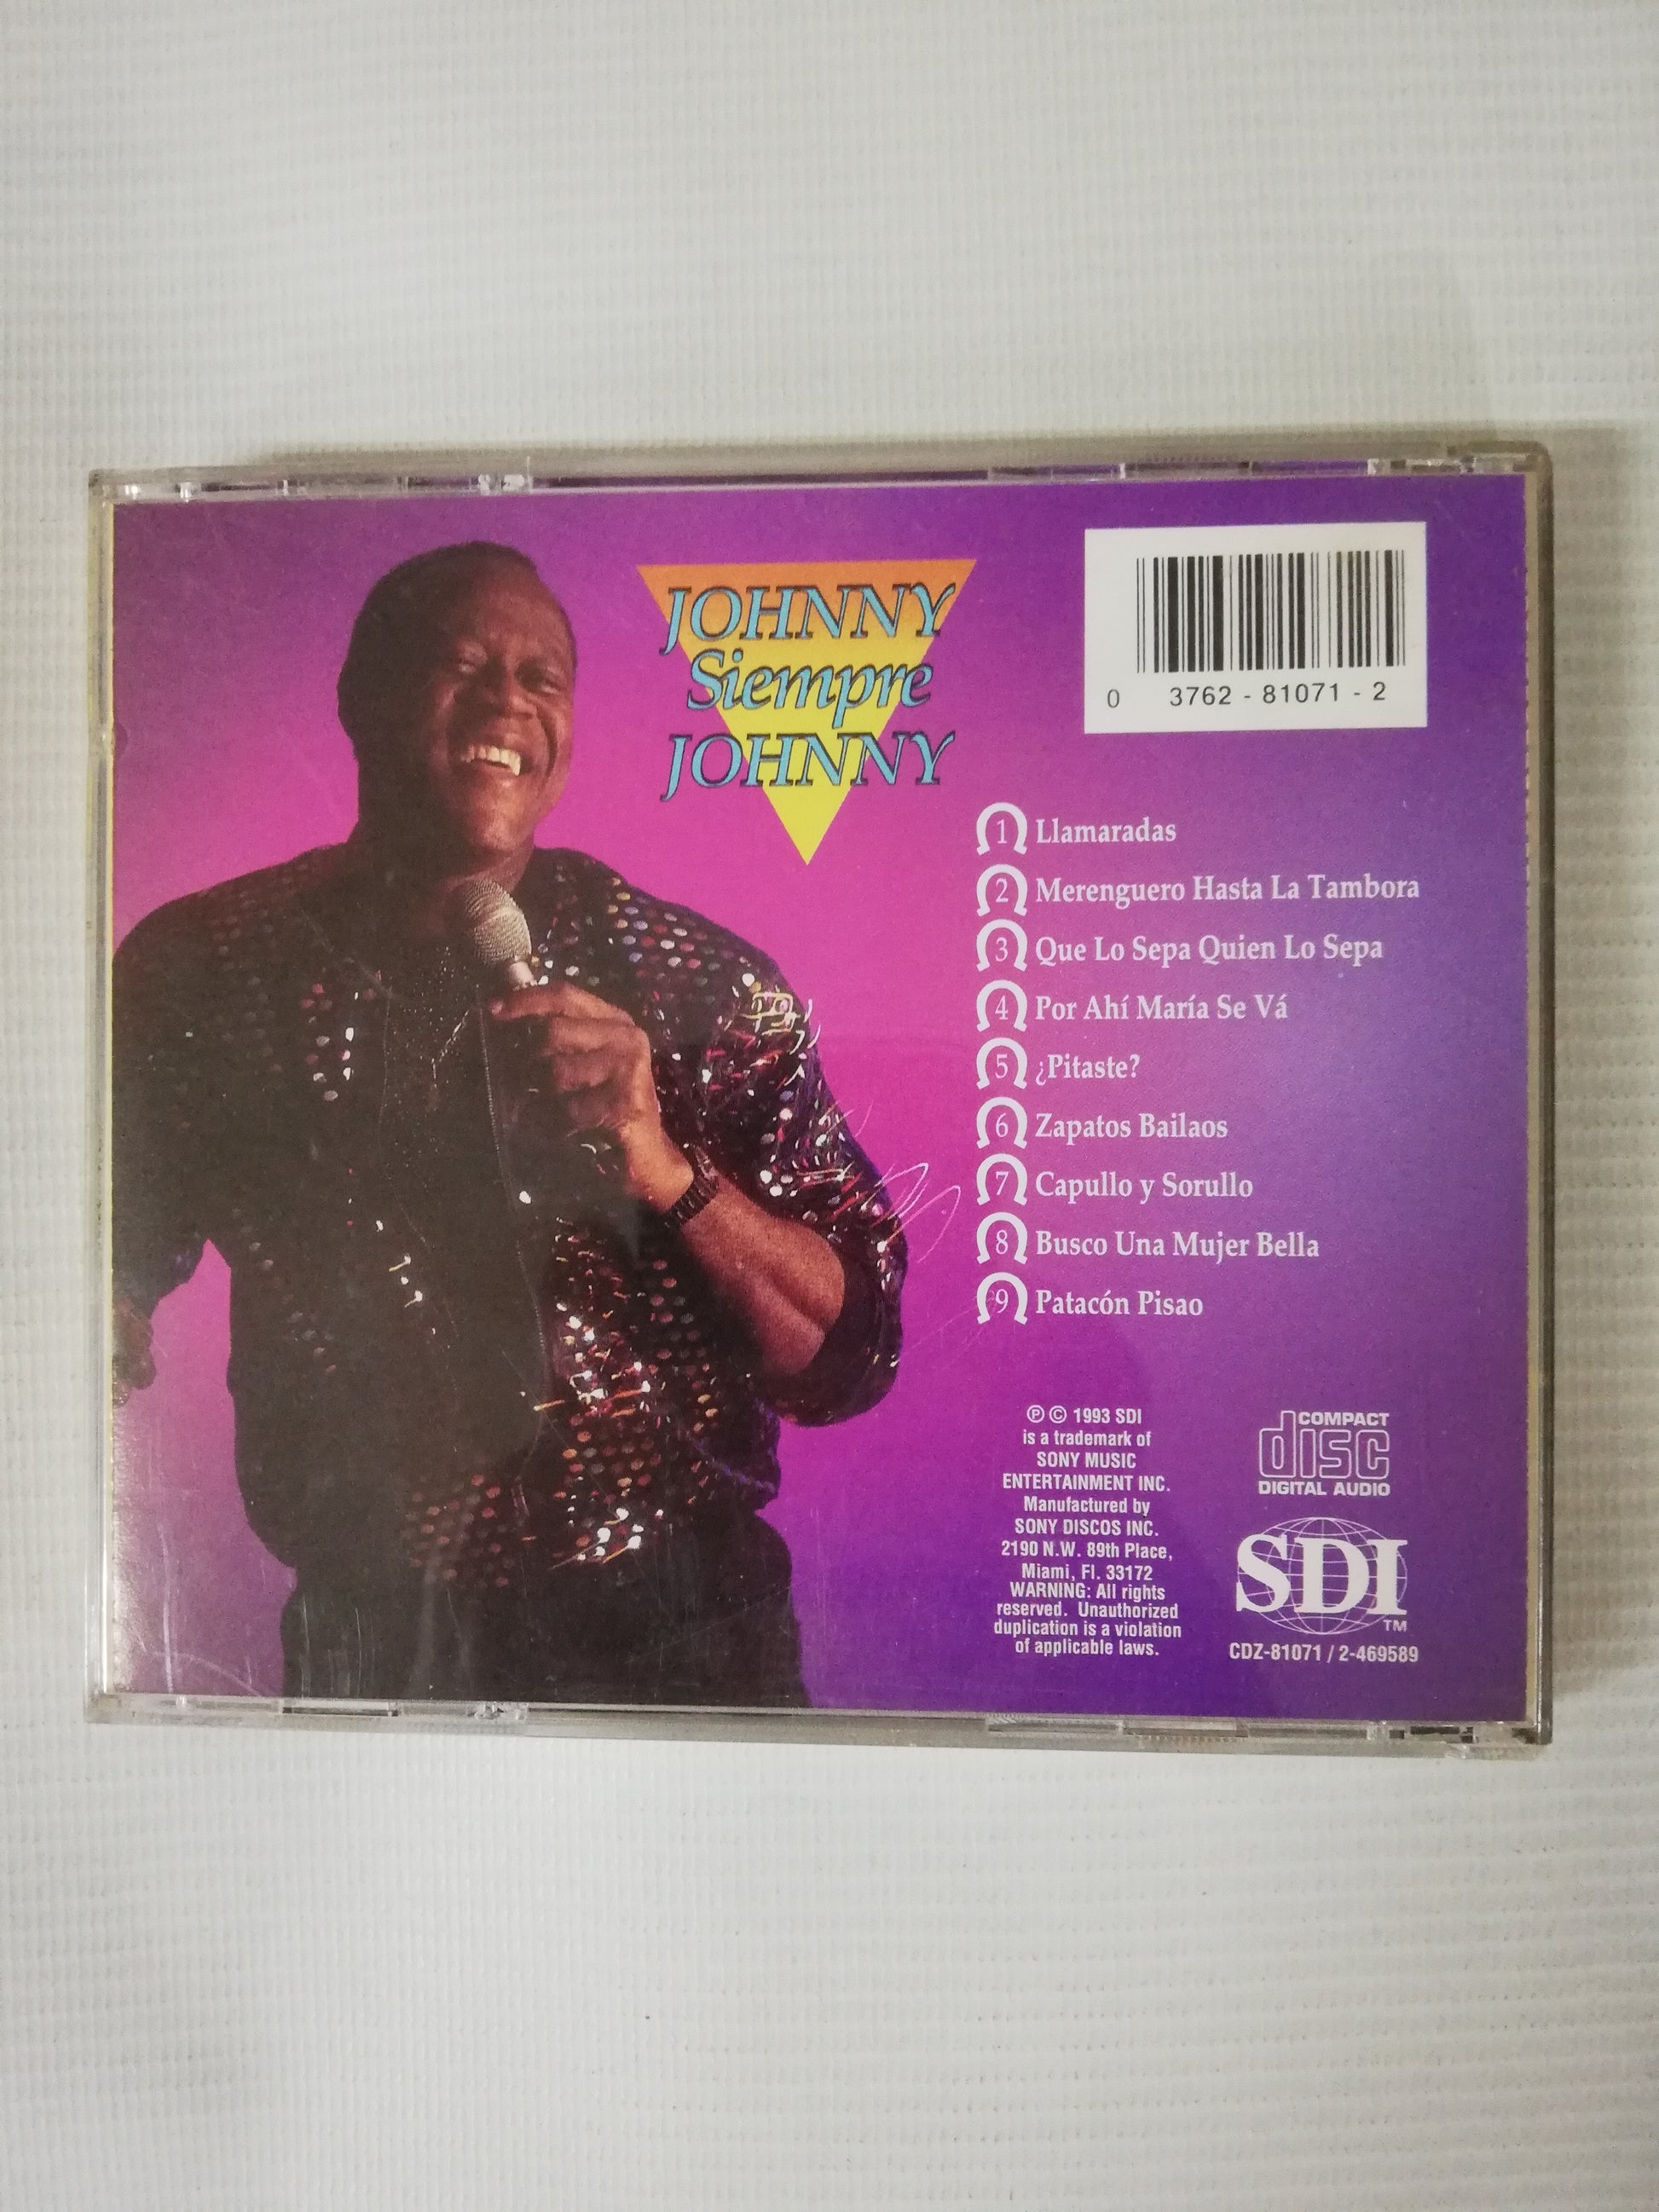 JOHNNY
Siempre
JOHNNY
0 3762 - 81071 - 2
1 Llamaradas
2 Merenguero Hasta La Tambora
3 Que Lo Sepa Quien Lo Sepa
4 Por Ahí María Se Vá
5 ¿Pitaste?
6 Zapatos Bailaos
7 Capullo y Sorullo
8 Busco Una Mujer Bella
9 Patacón Pisao
℗ © 1993 SDI
is a trademark of
SONY MUSIC
ENTERTAINMENT INC.
Manufactured by
SONY DISCOS INC.
2190 N.W. 89th Place,
Miami, Fl. 33172
WARNING: All rights
reserved. Unauthorized
duplication is a violation
of applicable laws.
COMPACT
disc
DIGITAL AUDIO
SDI
TM
CDZ-81071 / 2-469589